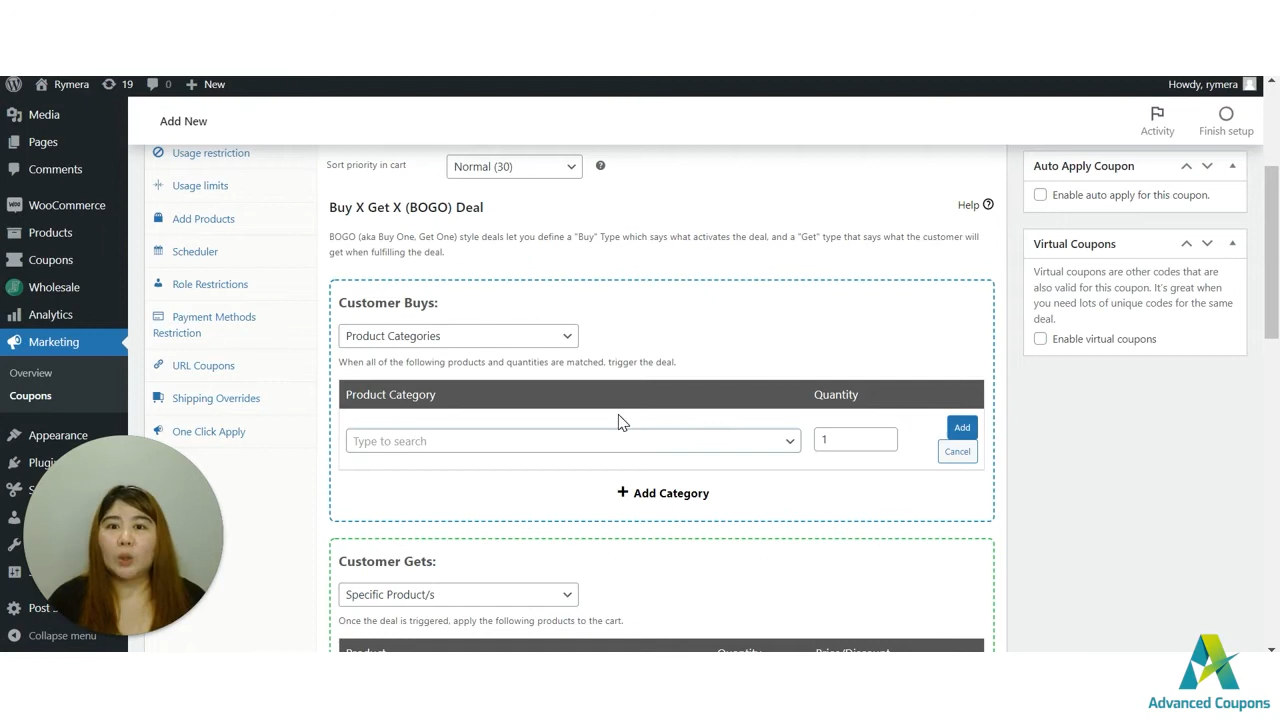 Rymera
19
0
New
Howdy, rymera
Media
Pages
Comments
WooCommerce
Products
Coupons
Wholesale
Analytics
Marketing
Overview
Coupons
Appearance
Plugi
Post
Collapse menu
Add New
Activity
Finish setup
Usage restriction
Usage limits
Add Products
Scheduler
Role Restrictions
Payment Methods
Restriction
URL Coupons
Shipping Overrides
One Click Apply
Sort priority in cart
Normal (30)
Buy X Get X (BOGO) Deal
Help
BOGO (aka Buy One, Get One) style deals let you define a "Buy" Type which says what activates the deal, and a "Get" type that says what the customer will
get when fulfilling the deal.
Customer Buys:
Product Categories
When all of the following products and quantities are matched, trigger the deal.
Product Category Quantity
Type to search
1
Add
Cancel
+ Add Category
Customer Gets:
Specific Product/s
Once the deal is triggered, apply the following products to the cart.
Product Quantity Price/Discount
Auto Apply Coupon
Enable auto apply for this coupon.
Virtual Coupons
Virtual coupons are other codes that are
also valid for this coupon. It's great when
you need lots of unique codes for the same
deal.
Enable virtual coupons
Advanced Coupons